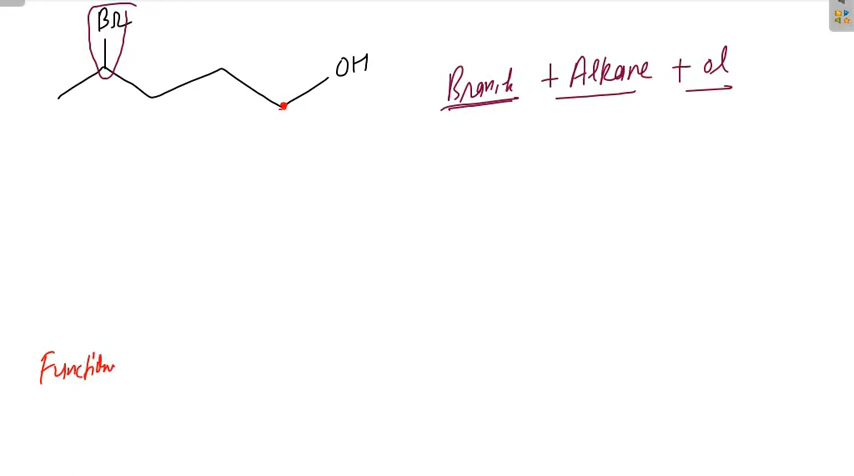 Br
OH
Branch + Alkane + ol
Function